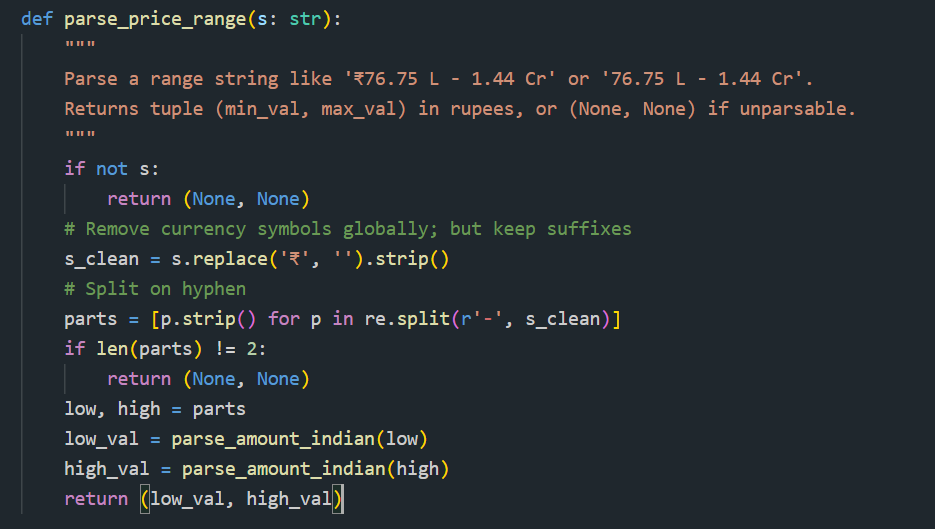 def parse_price_range(s: str):
    """
    Parse a range string like '₹76.75 L - 1.44 Cr' or '76.75 L - 1.44 Cr'.
    Returns tuple (min_val, max_val) in rupees, or (None, None) if unparsable.
    """
    if not s:
        return (None, None)
    # Remove currency symbols globally; but keep suffixes
    s_clean = s.replace('₹', '').strip()
    # Split on hyphen
    parts = [p.strip() for p in re.split(r'-', s_clean)]
    if len(parts) != 2:
        return (None, None)
    low, high = parts
    low_val = parse_amount_indian(low)
    high_val = parse_amount_indian(high)
    return (low_val, high_val)